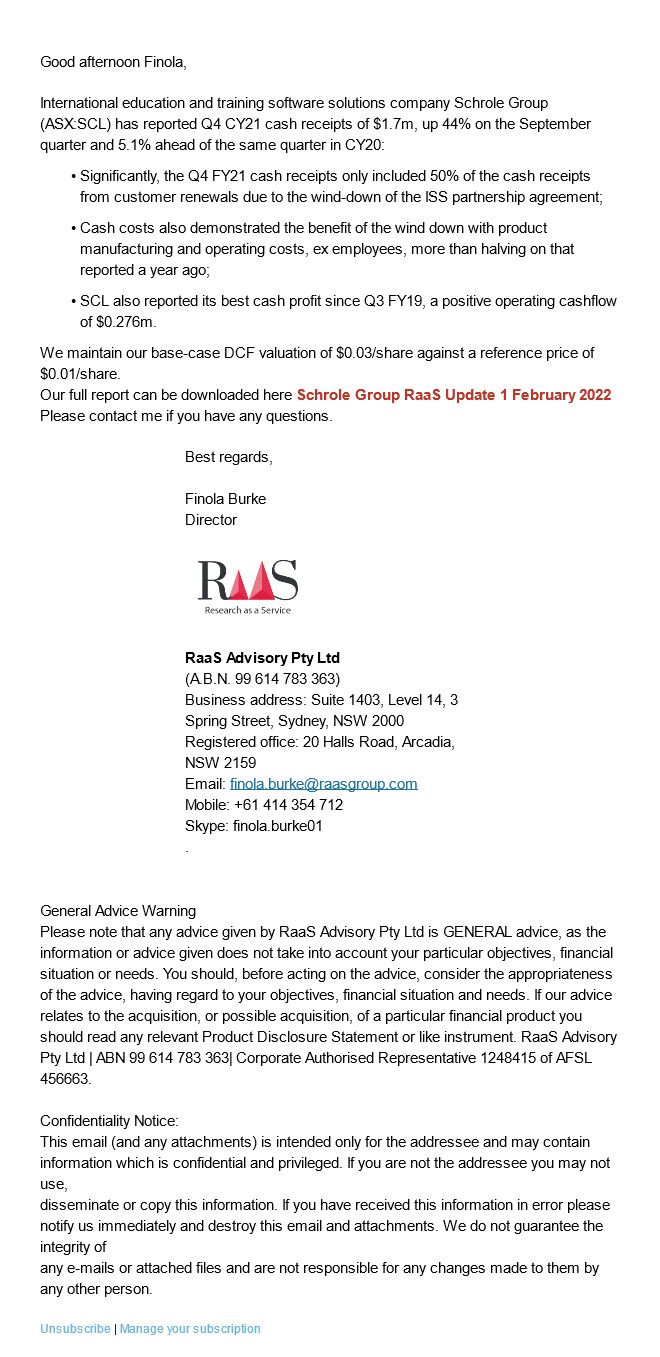 Good afternoon Finola,
International education and training software solutions company Schrole Group
(ASX:SCL) has reported Q4 CY21 cash receipts of $1.7m, up 44% on the September
quarter and 5.1% ahead of the same quarter in CY20:
• Significantly, the Q4 FY21 cash receipts only included 50% of the cash receipts
from customer renewals due to the wind-down of the ISS partnership agreement;
• Cash costs also demonstrated the benefit of the wind down with product
manufacturing and operating costs, ex employees, more than halving on that
reported a year ago;
• SCL also reported its best cash profit since Q3 FY19, a positive operating cashflow
of $0.276m.
We maintain our base-case DCF valuation of $0.03/share against a reference price of
$0.01/share.
Our full report can be downloaded here Schrole Group RaaS Update 1 February 2022
Please contact me if you have any questions.
Best regards,
Finola Burke
Director
RAAS
Research as a Service
RaaS Advisory Pty Ltd
(A.B.N. 99 614 783 363)
Business address: Suite 1403, Level 14, 3
Spring Street, Sydney, NSW 2000
Registered office: 20 Halls Road, Arcadia,
NSW 2159
Email: finola.burke@raasgroup.com
Mobile: +61 414 354 712
Skype: finola.burke01
.
General Advice Warning
Please note that any advice given by RaaS Advisory Pty Ltd is GENERAL advice, as the
information or advice given does not take into account your particular objectives, financial
situation or needs. You should, before acting on the advice, consider the appropriateness
of the advice, having regard to your objectives, financial situation and needs. If our advice
relates to the acquisition, or possible acquisition, of a particular financial product you
should read any relevant Product Disclosure Statement or like instrument. RaaS Advisory
Pty Ltd | ABN 99 614 783 363| Corporate Authorised Representative 1248415 of AFSL
456663.
Confidentiality Notice:
This email (and any attachments) is intended only for the addressee and may contain
information which is confidential and privileged. If you are not the addressee you may not
use,
disseminate or copy this information. If you have received this information in error please
notify us immediately and destroy this email and attachments. We do not guarantee the
integrity of
any e-mails or attached files and are not responsible for any changes made to them by
any other person.
Unsubscribe | Manage your subscription